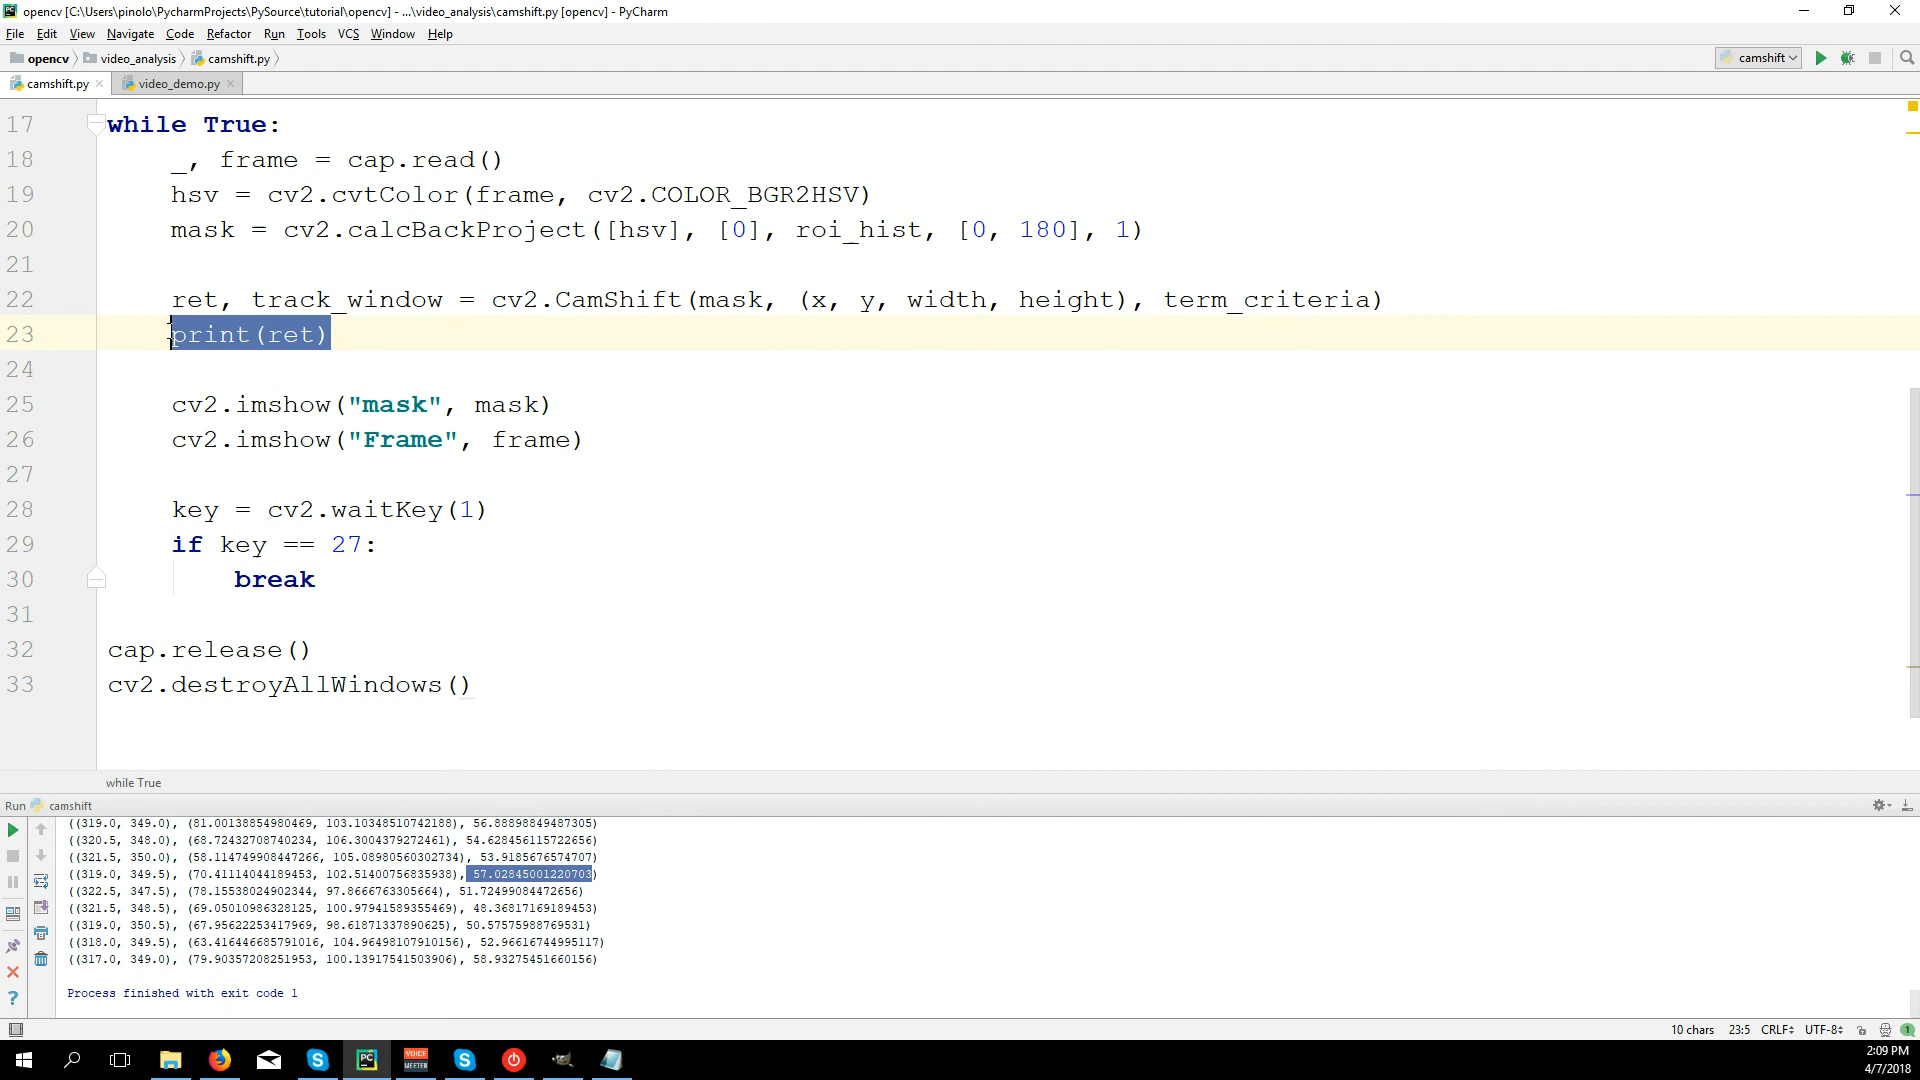 opencv [C:\Users\pinolo\PycharmProjects\PySource\tutorial\opencv] - ...\video_analysis\camshift.py [opencv] - PyCharm
File Edit View Navigate Code Refactor Run Tools VCS Window Help
opencv video_analysis camshift.py camshift
camshift.py video_demo.py
17 while True:
18 _, frame = cap.read()
19 hsv = cv2.cvtColor(frame, cv2.COLOR_BGR2HSV)
20 mask = cv2.calcBackProject([hsv], [0], roi_hist, [0, 180], 1)
21
22 ret, track_window = cv2.CamShift(mask, (x, y, width, height), term_criteria)
23 print(ret)
24
25 cv2.imshow("mask", mask)
26 cv2.imshow("Frame", frame)
27
28 key = cv2.waitKey(1)
29 if key == 27:
30 break
31
32 cap.release()
33 cv2.destroyAllWindows()
while True
Run camshift
((319.0, 349.0), (81.00138854980469, 103.10348510742188), 56.88898849487305)
((320.5, 348.0), (68.72432708740234, 106.3004379272461), 54.628456115722656)
((321.5, 350.0), (58.114749908447266, 105.08980560302734), 53.9185676574707)
((319.0, 349.5), (70.41114044189453, 102.51400756835938), 57.02845001220703)
((322.5, 347.5), (78.15538024902344, 97.8666763305664), 51.72499084472656)
((321.5, 348.5), (69.05010986328125, 100.97941589355469), 48.36817169189453)
((319.0, 350.5), (67.95622253417969, 98.61871337890625), 50.57575988769531)
((318.0, 349.5), (63.416446685791016, 104.96498107910156), 52.96616744995117)
((317.0, 349.0), (79.90357208251953, 100.13917541503906), 58.93275451660156)
Process finished with exit code 1
10 chars 23:5 CRLF UTF-8 1
VOICE
MEETER
2:09 PM
4/7/2018